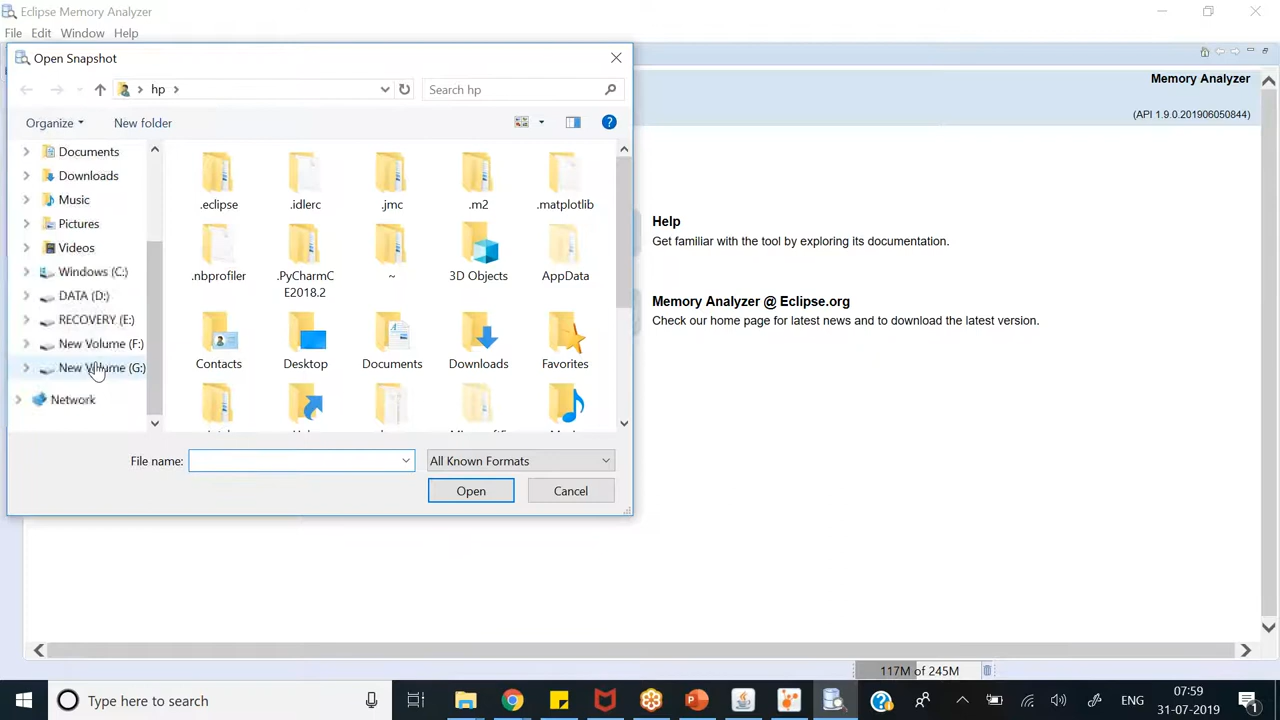 Eclipse Memory Analyzer
File Edit Window Help
Open Snapshot
hp
Search hp
Organize New folder
Documents
Downloads
Music
Pictures
Videos
Windows (C:)
DATA (D:)
RECOVERY (E:)
New Volume (F:)
New Volume (G:)
Network
.eclipse .idlerc .jmc .m2 .matplotlib
.nbprofiler .PyCharmC ~ 3D Objects AppData
E2018.2
Contacts Desktop Documents Downloads Favorites
File name: All Known Formats
Open Cancel
Memory Analyzer
(API 1.9.0.201906050844)
Help
Get familiar with the tool by exploring its documentation.
Memory Analyzer @ Eclipse.org
Check our home page for latest news and to download the latest version.
117M of 245M
Type here to search
ENG
07:59
31-07-2019
1